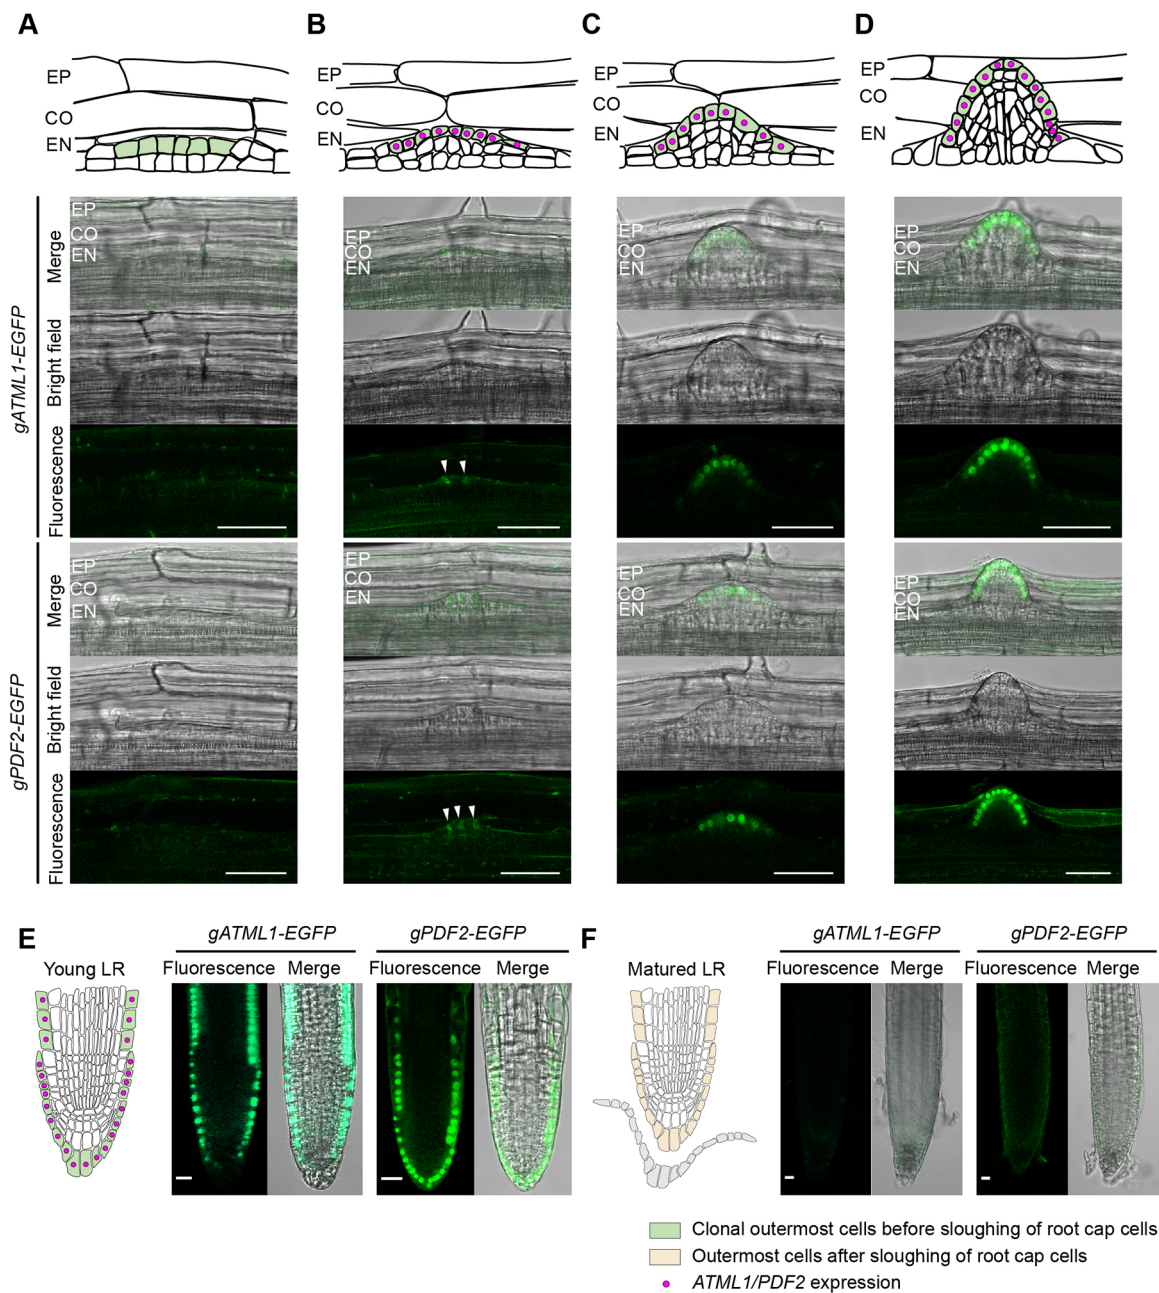 A
B
C
D
EP
CO
EN
EP
CO
EN
EP
CO
EN
EP
CO
EN
gATML1-EGFP
Merge
EP
CO
EN
EP
CO
EN
EP
CO
EN
EP
CO
EN
Bright field
Fluorescence
gPDF2-EGFP
Merge
EP
CO
EN
EP
CO
EN
EP
CO
EN
EP
CO
EN
Bright field
Fluorescence
E
gATML1-EGFP
gPDF2-EGFP
Young LR
Fluorescence
Merge
Fluorescence
Merge
F
gATML1-EGFP
gPDF2-EGFP
Matured LR
Fluorescence
Merge
Fluorescence
Merge
Clonal outermost cells before sloughing of root cap cells
Outermost cells after sloughing of root cap cells
ATML1/PDF2 expression